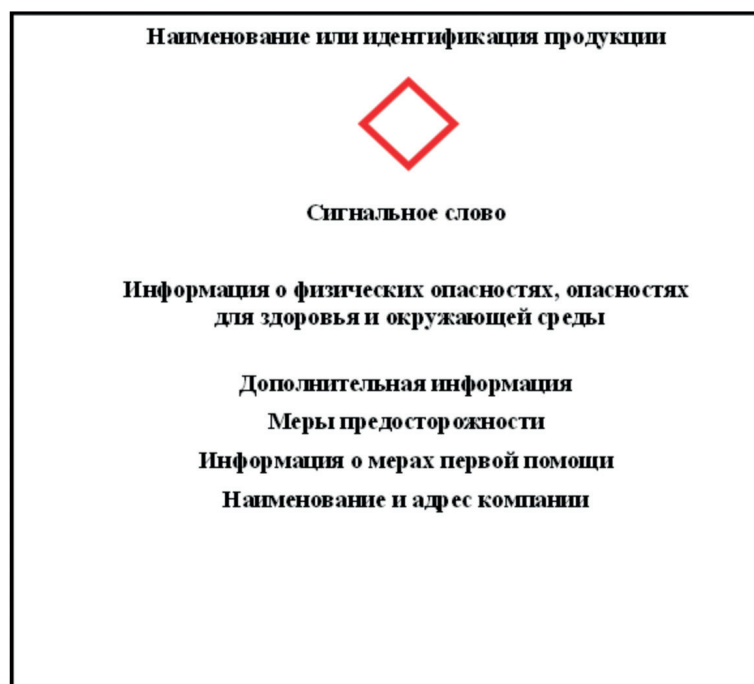 Наименование или идентификация продукции
Сигнальное слово
Информация о физических опасностях, опасностях
для здоровья и окружающей среды
Дополнительная информация
Меры предосторожности
Информация о мерах первой помощи
Наименование и адрес компании